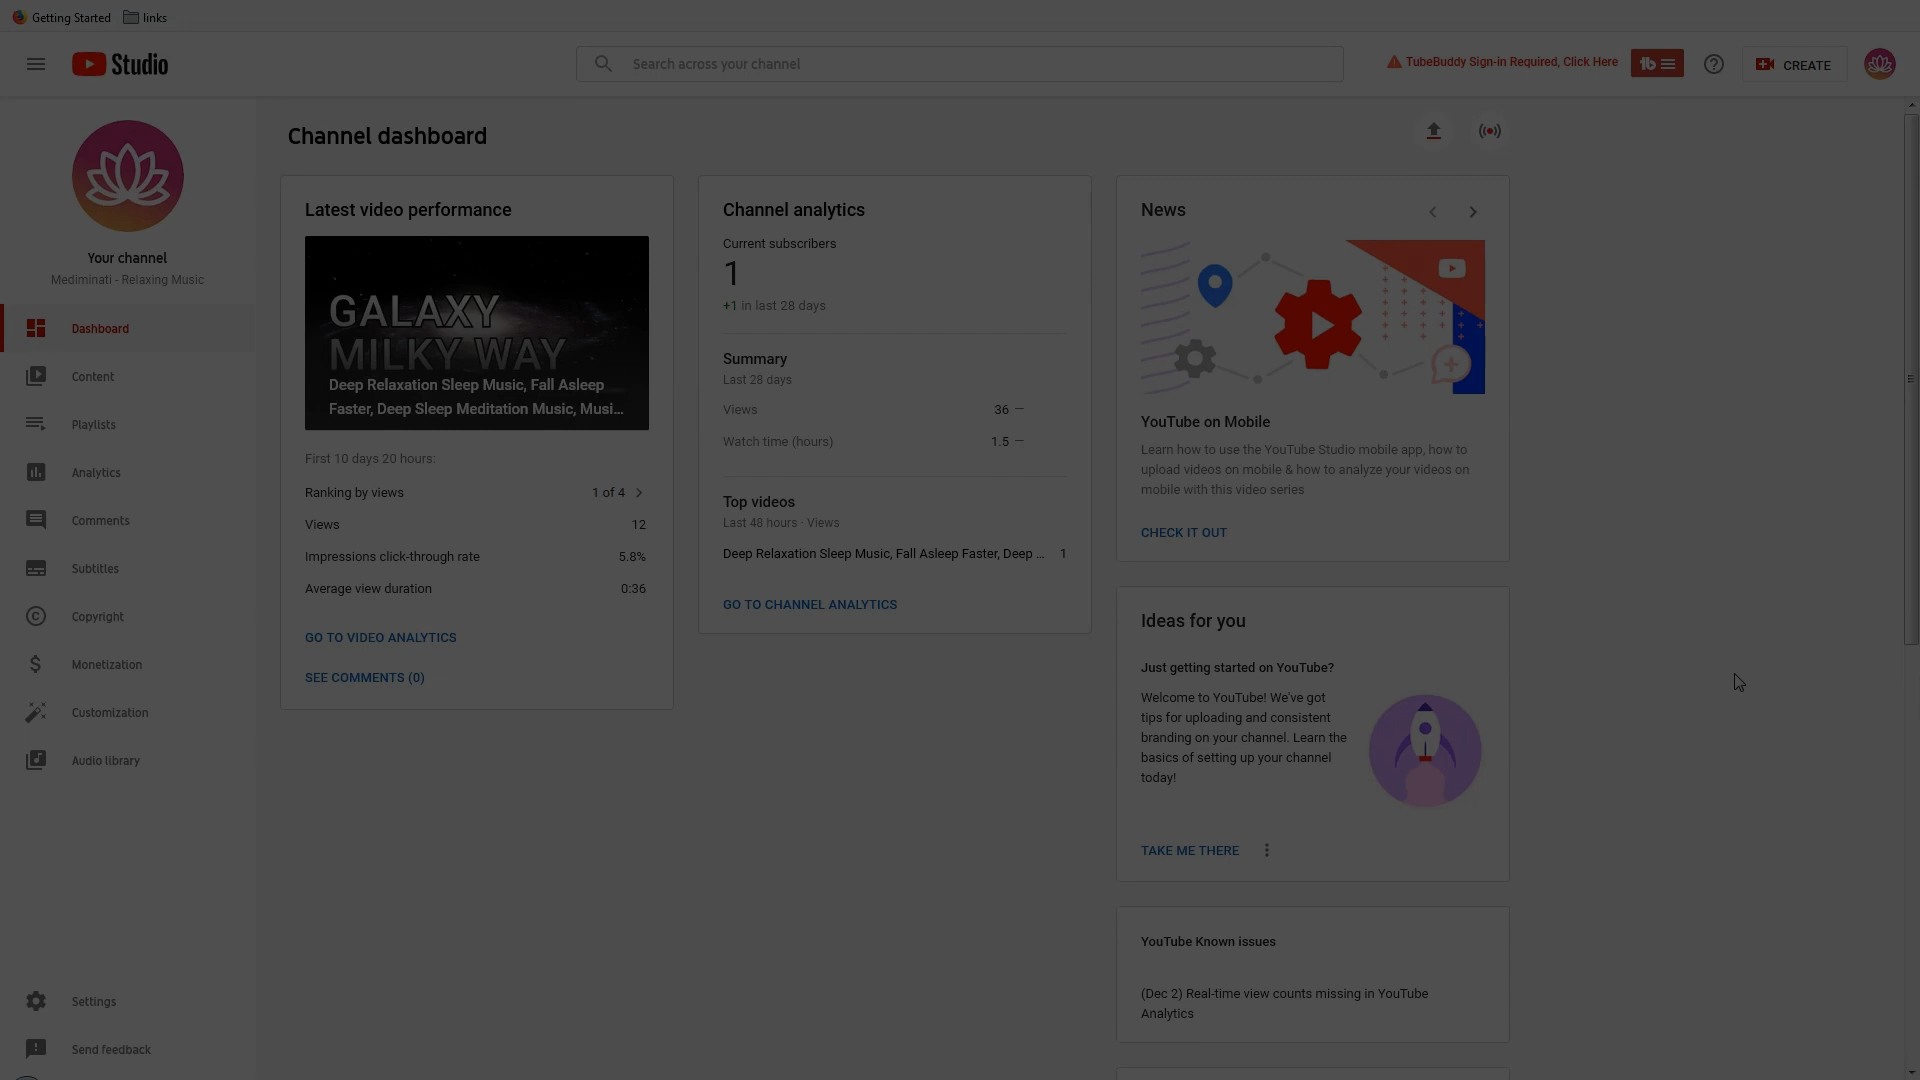 Getting Started
links
Studio
Search across your channel
TubeBuddy Sign-in Required, Click Here
tb
CREATE
Your channel
Mediminati - Relaxing Music
Dashboard
Content
Playlists
Analytics
Comments
Subtitles
Copyright
Monetization
Customization
Audio library
Settings
Send feedback
Channel dashboard
Latest video performance
GALAXY
MILKY WAY
Deep Relaxation Sleep Music, Fall Asleep
Faster, Deep Sleep Meditation Music, Musi...
First 10 days 20 hours:
Ranking by views 1 of 4
Views 12
Impressions click-through rate 5.8%
Average view duration 0:36
GO TO VIDEO ANALYTICS
SEE COMMENTS (0)
Channel analytics
Current subscribers
1
+1 in last 28 days
Summary
Last 28 days
Views 36 —
Watch time (hours) 1.5 —
Top videos
Last 48 hours · Views
Deep Relaxation Sleep Music, Fall Asleep Faster, Deep ... 1
GO TO CHANNEL ANALYTICS
News
YouTube on Mobile
Learn how to use the YouTube Studio mobile app, how to
upload videos on mobile & how to analyze your videos on
mobile with this video series
CHECK IT OUT
Ideas for you
Just getting started on YouTube?
Welcome to YouTube! We've got
tips for uploading and consistent
branding on your channel. Learn the
basics of setting up your channel
today!
TAKE ME THERE
YouTube Known issues
(Dec 2) Real-time view counts missing in YouTube
Analytics